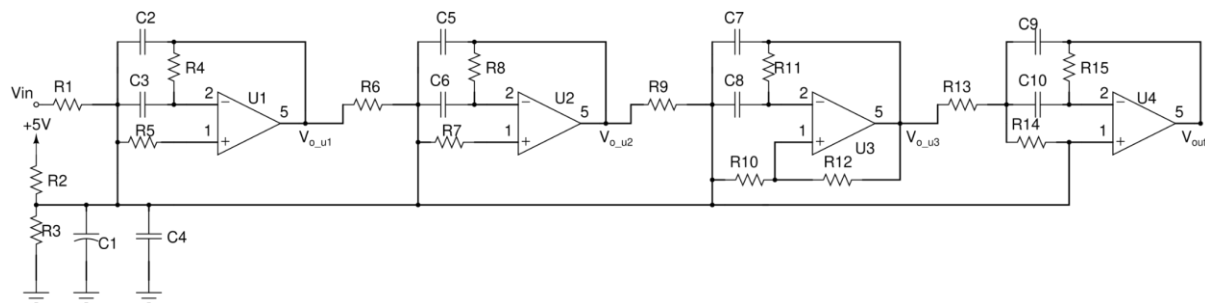 C2
C5
C7
C9
R4
R8
R11
R15
R1
C3
U1
R6
C6
U2
R9
C8
R13
C10
U4
Vin
2
5
2
5
2
5
2
5
+5V
R5
1
R7
1
1
R14
1
V_o_u1
V_o_u2
U3
V_o_u3
V_out
R2
R10
R12
R3
C1
C4